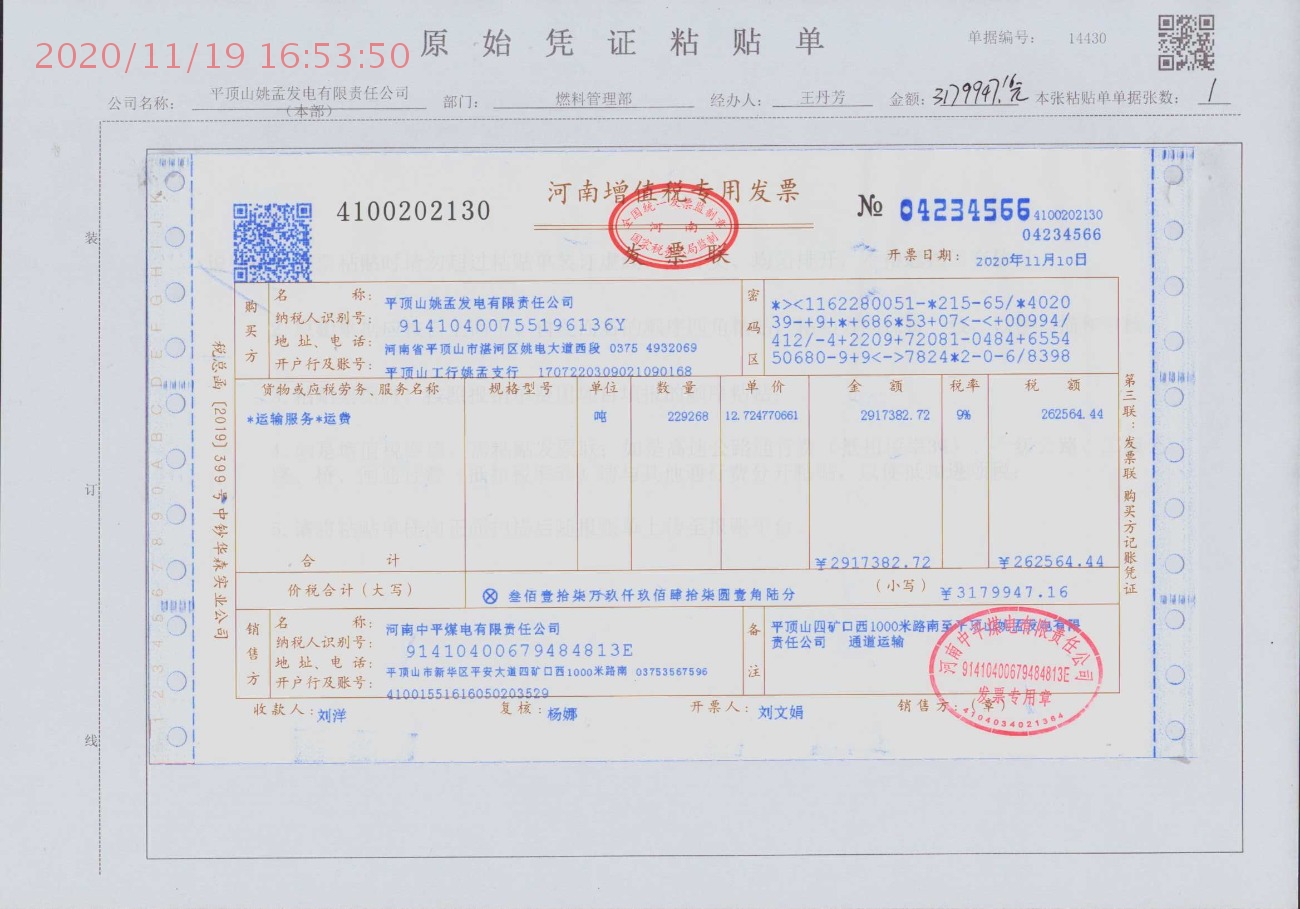 2020/11/19 16:53:50
原始凭证粘贴单
单据编号： 14430
公司名称： 平顶山姚孟发电有限责任公司（本部） 部门： 燃料管理部 经办人： 王丹芳 金额：3179947.16元 本张粘贴单单据张数： 1
装
订
线
4100202130
河南增值税专用发票
全国统一发票监制章
河南
国家税务总局监制
发票联
№ 04234566
4100202130
04234566
开票日期： 2020年11月10日
税总函[2019]399号中钞华森实业公司
购买方
名称：平顶山姚孟发电有限责任公司
纳税人识别号：91410400755196136Y
地址、电话：河南省平顶山市湛河区姚电大道西段 0375 4932069
开户行及账号：平顶山工行姚孟支行 1707220309021090168
密码区
*><1162280051-*215-65/*4020
39-+9+*+686*53+07<-<+00994/
412/-4+2209+72081-0484+6554
50680-9+9<->7824*2-0-6/8398
货物或应税劳务、服务名称 规格型号 单位 数量 单价 金额 税率 税额
*运输服务*运费 吨 229268 12.724770661 2917382.72 9% 262564.44
合计 ￥2917382.72 ￥262564.44
价税合计（大写） ⊗ 叁佰壹拾柒万玖仟玖佰肆拾柒圆壹角陆分 （小写）￥3179947.16
第三联：发票联 购买方记账凭证
销售方
名称：河南中平煤电有限责任公司
纳税人识别号：91410400679484813E
地址、电话：平顶山市新华区平安大道四矿口西1000米路南 03753567596
开户行及账号：41001551616050203529
备注
平顶山四矿口西1000米路南至平顶山姚孟发电有限
责任公司 通道运输
收款人：刘洋 复核：杨娜 开票人：刘文娟 销售方：（章）
河南中平煤电有限责任公司
91410400679484813E
发票专用章
4104034021364